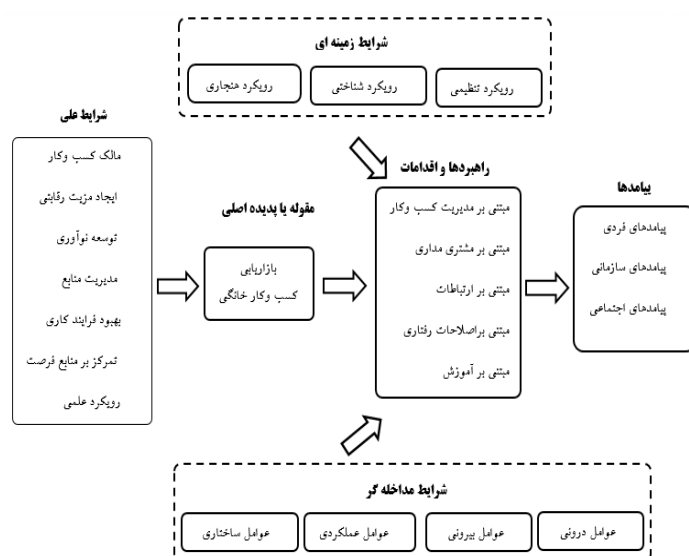 شرایط زمینه ای
رویکرد تنظیمی
رویکرد شناختی
رویکرد هنجاری
شرایط علی
مالک کسب وکار
ایجاد مزیت رقابتی
توسعه نوآوری
مدیریت منابع
بهبود فرایند کاری
تمرکز بر منابع فرصت
رویکرد علمی
مقوله یا پدیده اصلی
بازاریابی
کسب وکار خانگی
راهبردها و اقدامات
مبتنی بر مدیریت کسب وکار
مبتنی بر مشتری مداری
مبتنی بر ارتباطات
مبتنی براصلاحات رفتاری
مبتنی بر آموزش
پیامدها
پیامدهای فردی
پیامدهای سازمانی
پیامدهای اجتماعی
شرایط مداخله گر
عوامل درونی
عوامل بیرونی
عوامل عملکردی
عوامل ساختاری